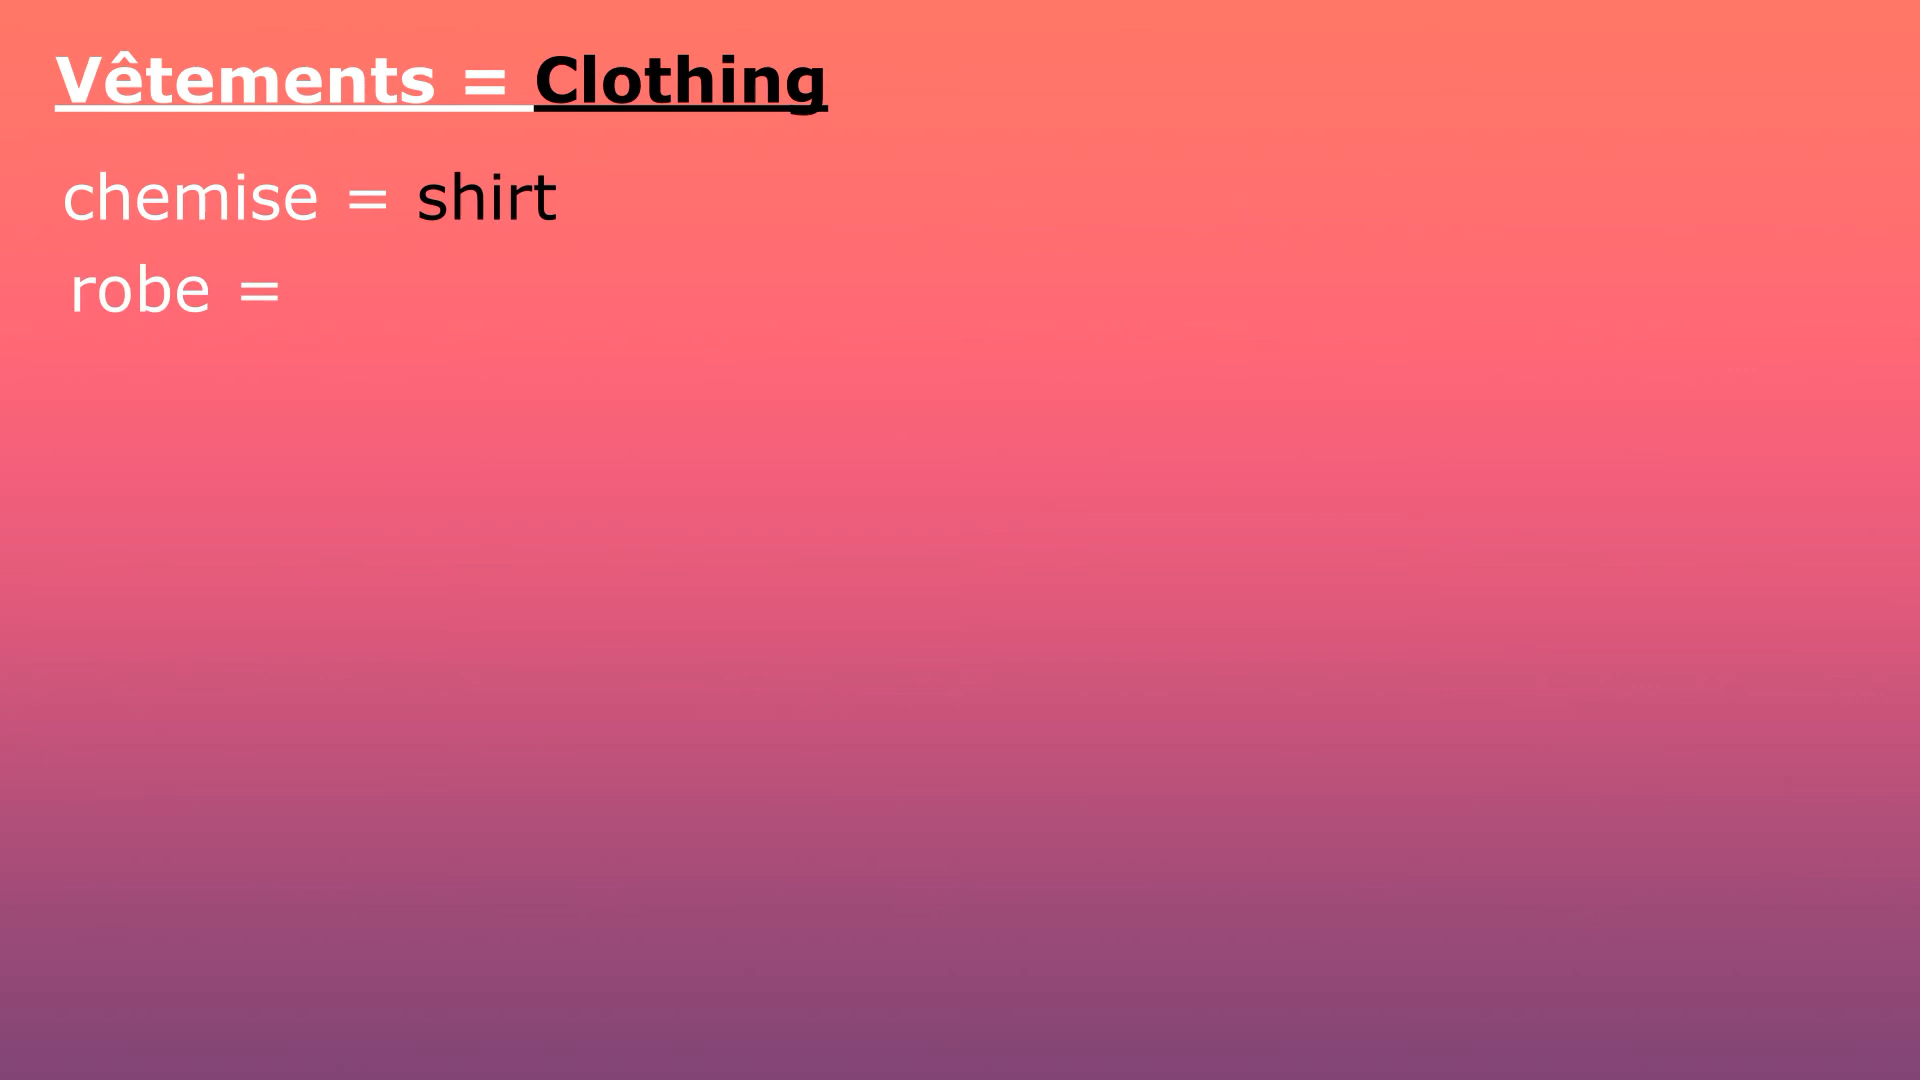 Vêtements = Clothing
chemise = shirt
robe =